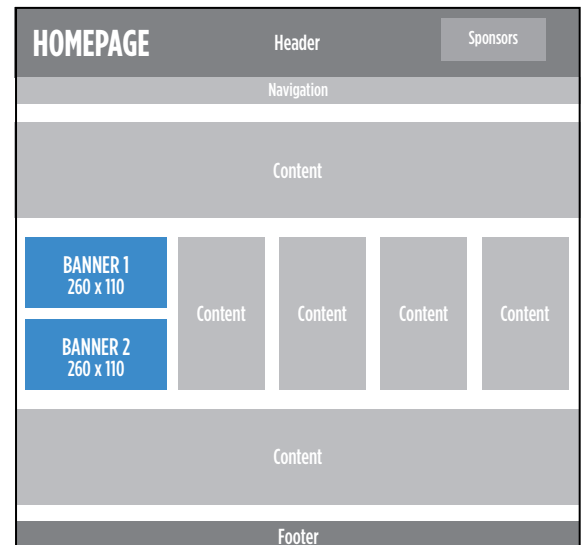 HOMEPAGE
Header
Sponsors
Navigation
Content
BANNER 1
260 x 110
BANNER 2
260 x 110
Content
Content
Content
Content
Content
Footer